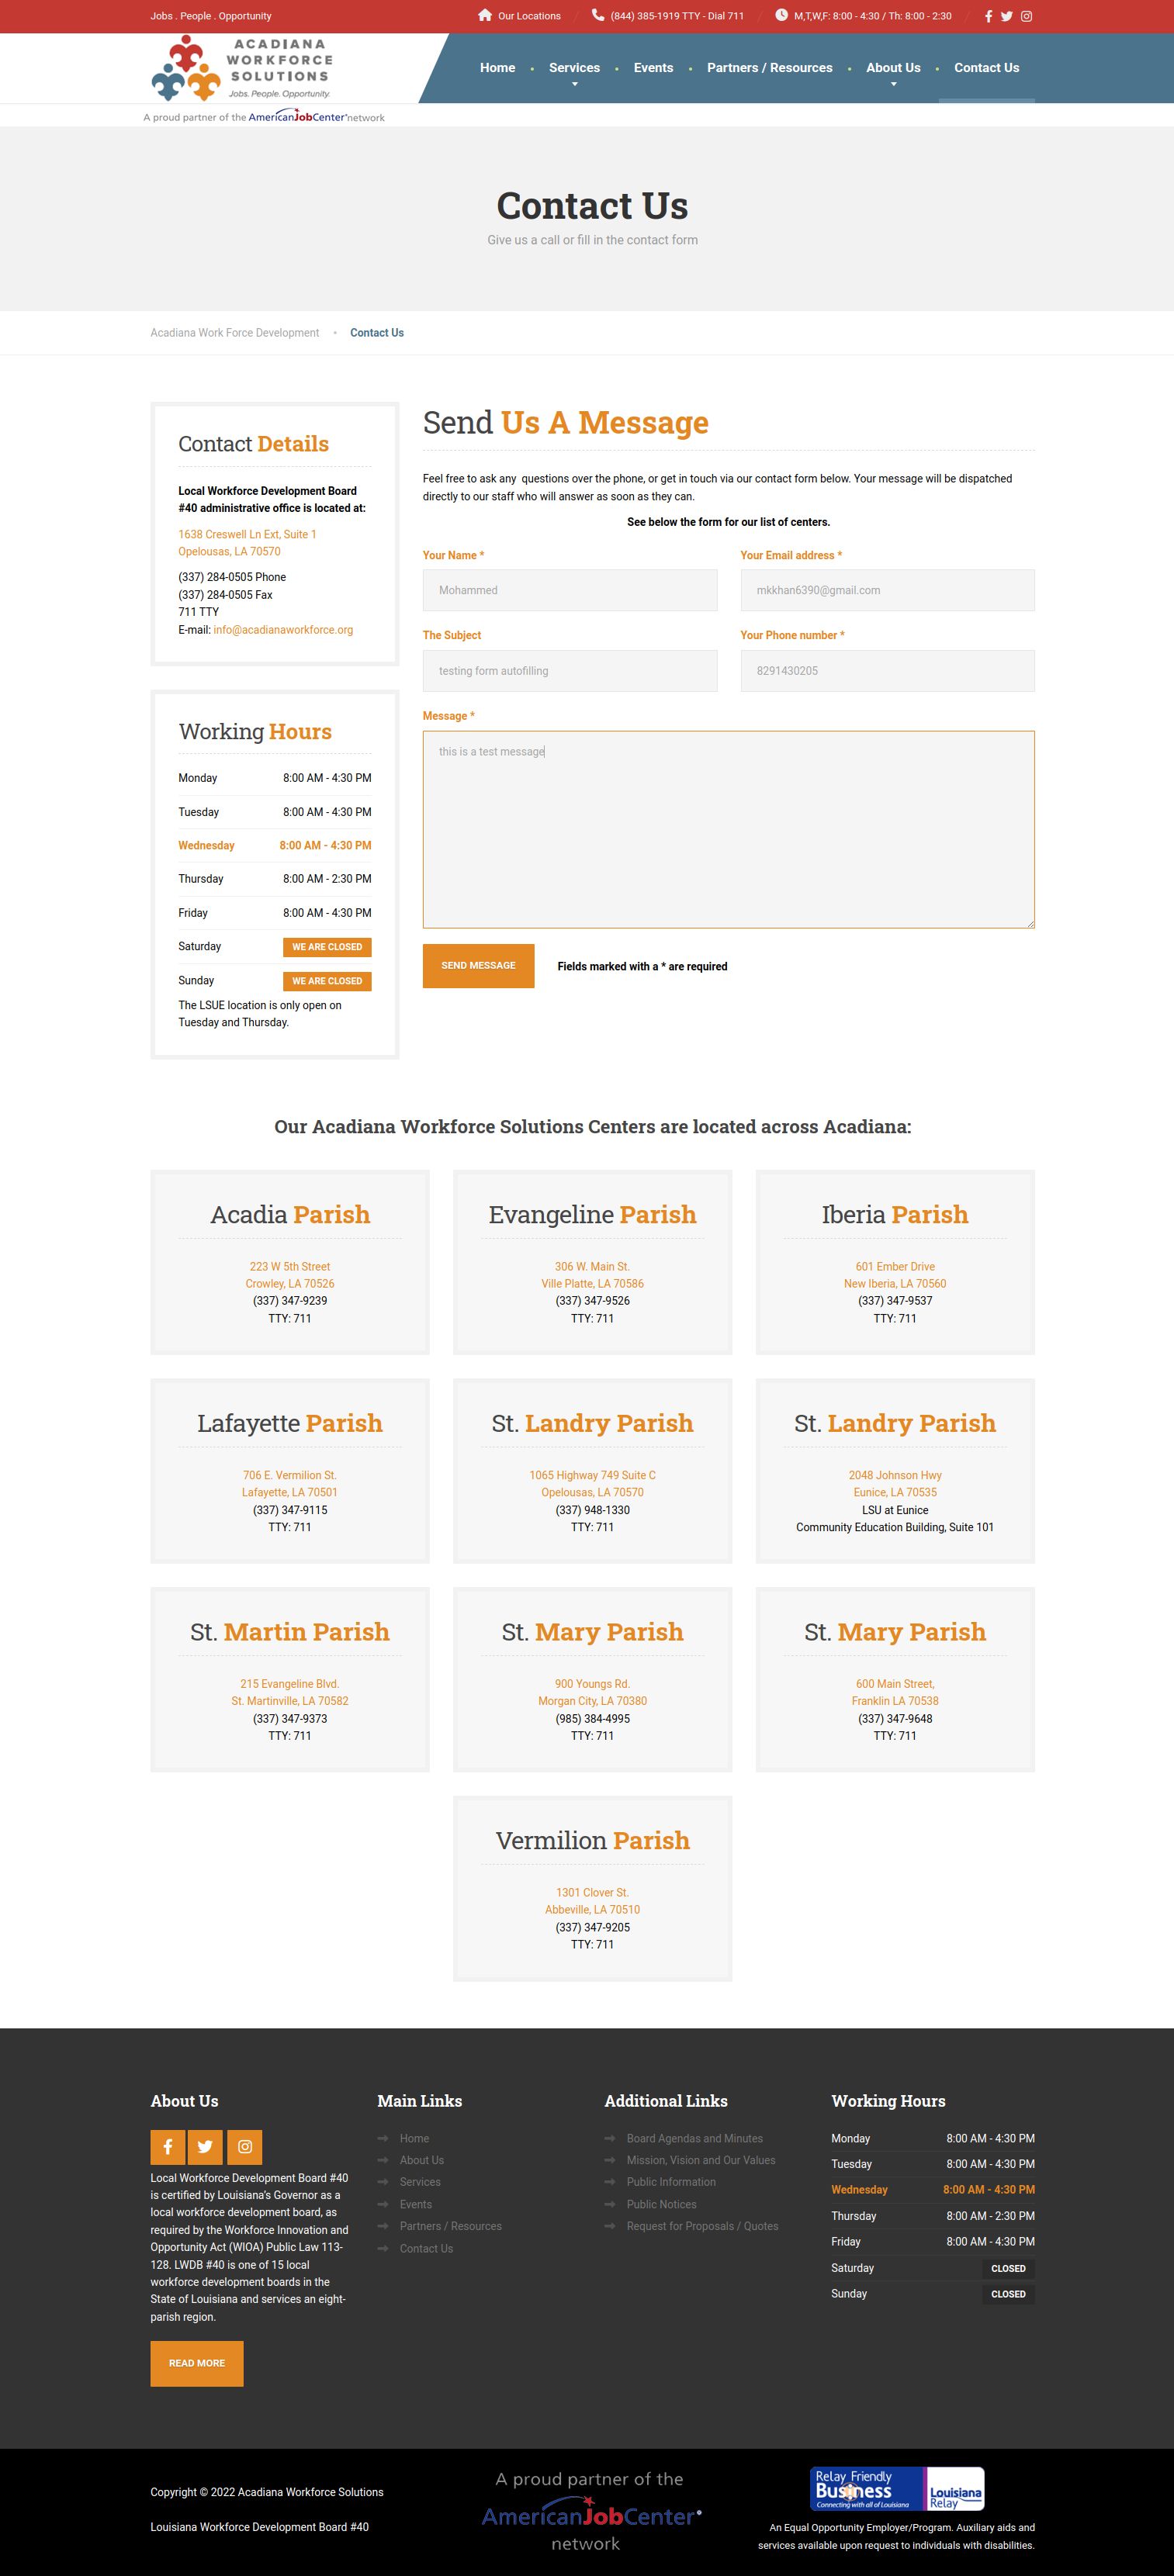 Jobs . People . Opportunity
Our Locations
(844) 385-1919 TTY - Dial 711
M,T,W,F: 8:00 - 4:30 / Th: 8:00 - 2:30
ACADIANA
WORKFORCE
SOLUTIONS
Jobs. People. Opportunity.
Home
Services
Events
Partners / Resources
About Us
Contact Us
A proud partner of the AmericanJobCenter network
Contact Us
Give us a call or fill in the contact form
Acadiana Work Force Development
Contact Us
Contact Details
Local Workforce Development Board
#40 administrative office is located at:
1638 Creswell Ln Ext, Suite 1
Opelousas, LA 70570
(337) 284-0505 Phone
(337) 284-0505 Fax
711 TTY
E-mail: info@acadianaworkforce.org
Working Hours
Monday 8:00 AM - 4:30 PM
Tuesday 8:00 AM - 4:30 PM
Wednesday 8:00 AM - 4:30 PM
Thursday 8:00 AM - 2:30 PM
Friday 8:00 AM - 4:30 PM
Saturday WE ARE CLOSED
Sunday WE ARE CLOSED
The LSUE location is only open on
Tuesday and Thursday.
Send Us A Message
Feel free to ask any  questions over the phone, or get in touch via our contact form below. Your message will be dispatched
directly to our staff who will answer as soon as they can.
See below the form for our list of centers.
Your Name *
Your Email address *
Mohammed
mkkhan6390@gmail.com
The Subject
Your Phone number *
testing form autofilling
8291430205
Message *
this is a test message
SEND MESSAGE
Fields marked with a * are required
Our Acadiana Workforce Solutions Centers are located across Acadiana:
Acadia Parish
223 W 5th Street
Crowley, LA 70526
(337) 347-9239
TTY: 711
Evangeline Parish
306 W. Main St.
Ville Platte, LA 70586
(337) 347-9526
TTY: 711
Iberia Parish
601 Ember Drive
New Iberia, LA 70560
(337) 347-9537
TTY: 711
Lafayette Parish
706 E. Vermilion St.
Lafayette, LA 70501
(337) 347-9115
TTY: 711
St. Landry Parish
1065 Highway 749 Suite C
Opelousas, LA 70570
(337) 948-1330
TTY: 711
St. Landry Parish
2048 Johnson Hwy
Eunice, LA 70535
LSU at Eunice
Community Education Building, Suite 101
St. Martin Parish
215 Evangeline Blvd.
St. Martinville, LA 70582
(337) 347-9373
TTY: 711
St. Mary Parish
900 Youngs Rd.
Morgan City, LA 70380
(985) 384-4995
TTY: 711
St. Mary Parish
600 Main Street,
Franklin LA 70538
(337) 347-9648
TTY: 711
Vermilion Parish
1301 Clover St.
Abbeville, LA 70510
(337) 347-9205
TTY: 711
About Us
Local Workforce Development Board #40
is certified by Louisiana's Governor as a
local workforce development board, as
required by the Workforce Innovation and
Opportunity Act (WIOA) Public Law 113-
128. LWDB #40 is one of 15 local
workforce development boards in the
State of Louisiana and services an eight-
parish region.
READ MORE
Main Links
Home
About Us
Services
Events
Partners / Resources
Contact Us
Additional Links
Board Agendas and Minutes
Mission, Vision and Our Values
Public Information
Public Notices
Request for Proposals / Quotes
Working Hours
Monday 8:00 AM - 4:30 PM
Tuesday 8:00 AM - 4:30 PM
Wednesday 8:00 AM - 4:30 PM
Thursday 8:00 AM - 2:30 PM
Friday 8:00 AM - 4:30 PM
Saturday CLOSED
Sunday CLOSED
Copyright © 2022 Acadiana Workforce Solutions
Louisiana Workforce Development Board #40
A proud partner of the
AmericanJobCenter®
network
Relay Friendly
Business
Connecting with all of Louisiana
Louisiana
Relay
An Equal Opportunity Employer/Program. Auxiliary aids and
services available upon request to individuals with disabilities.